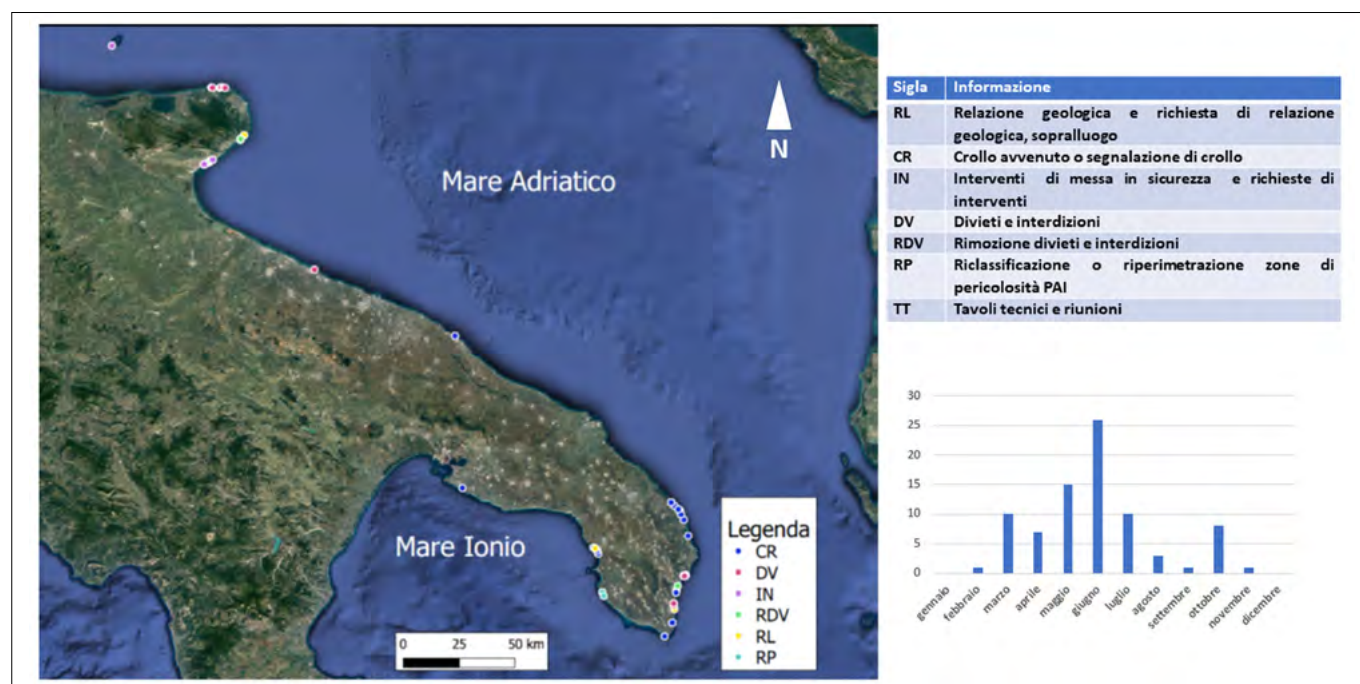 Mare Adriatico
N
Mare Ionio
0 25 50 km
Legenda
CR
DV
IN
RDV
RL
RP
Sigla Informazione
RL Relazione geologica e richiesta di relazione
geologica, sopralluogo
CR Crollo avvenuto o segnalazione di crollo
IN Interventi di messa in sicurezza e richieste di
interventi
DV Divieti e interdizioni
RDV Rimozione divieti e interdizioni
RP Riclassificazione o riperimetrazione zone di
pericolosità PAI
TT Tavoli tecnici e riunioni
30
25
20
15
10
5
0
gennaio
febbraio
marzo
aprile
maggio
giugno
luglio
agosto
settembre
ottobre
novembre
dicembre